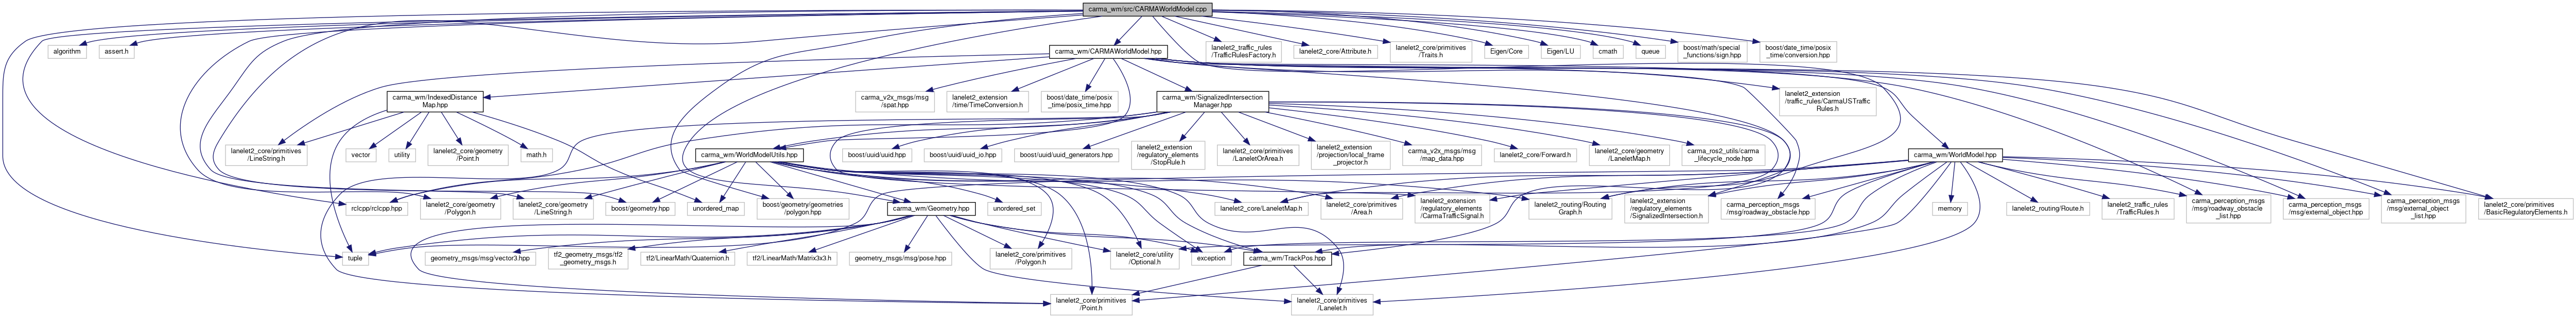 carma_wm/src/CARMAWorldModel.cpp
algorithm
assert.h
carma_wm/CARMAWorldModel.hpp
lanelet2_traffic_rules
/TrafficRulesFactory.h
lanelet2_core/Attribute.h
lanelet2_core/primitives
/Traits.h
Eigen/Core
Eigen/LU
cmath
queue
boost/math/special
_functions/sign.hpp
boost/date_time/posix
_time/conversion.hpp
carma_wm/IndexedDistance
Map.hpp
carma_v2x_msgs/msg
/spat.hpp
lanelet2_extension
/time/TimeConversion.h
boost/date_time/posix
_time/posix_time.hpp
carma_wm/SignalizedIntersection
Manager.hpp
lanelet2_extension
/traffic_rules/CarmaUSTraffic
Rules.h
lanelet2_core/primitives
/LineString.h
vector
utility
lanelet2_core/geometry
/Point.h
math.h
carma_wm/WorldModelUtils.hpp
boost/uuid/uuid.hpp
boost/uuid/uuid_io.hpp
boost/uuid/uuid_generators.hpp
lanelet2_extension
/regulatory_elements
/StopRule.h
lanelet2_core/primitives
/LaneletOrArea.h
lanelet2_extension
/projection/local_frame
_projector.h
carma_v2x_msgs/msg
/map_data.hpp
lanelet2_core/Forward.h
lanelet2_core/geometry
/LaneletMap.h
carma_ros2_utils/carma
_lifecycle_node.hpp
carma_wm/WorldModel.hpp
rclcpp/rclcpp.hpp
lanelet2_core/geometry
/Polygon.h
lanelet2_core/geometry
/LineString.h
boost/geometry.hpp
unordered_map
boost/geometry/geometries
/polygon.hpp
carma_wm/Geometry.hpp
unordered_set
lanelet2_core/LaneletMap.h
lanelet2_core/primitives
/Area.h
lanelet2_extension
/regulatory_elements
/CarmaTrafficSignal.h
lanelet2_routing/Routing
Graph.h
lanelet2_extension
/regulatory_elements
/SignalizedIntersection.h
carma_perception_msgs
/msg/roadway_obstacle.hpp
memory
lanelet2_routing/Route.h
lanelet2_traffic_rules
/TrafficRules.h
carma_perception_msgs
/msg/roadway_obstacle
_list.hpp
carma_perception_msgs
/msg/external_object.hpp
carma_perception_msgs
/msg/external_object
_list.hpp
lanelet2_core/primitives
/BasicRegulatoryElements.h
tuple
geometry_msgs/msg/vector3.hpp
tf2_geometry_msgs/tf2
_geometry_msgs.h
tf2/LinearMath/Quaternion.h
tf2/LinearMath/Matrix3x3.h
geometry_msgs/msg/pose.hpp
lanelet2_core/primitives
/Polygon.h
lanelet2_core/utility
/Optional.h
exception
carma_wm/TrackPos.hpp
lanelet2_core/primitives
/Point.h
lanelet2_core/primitives
/Lanelet.h